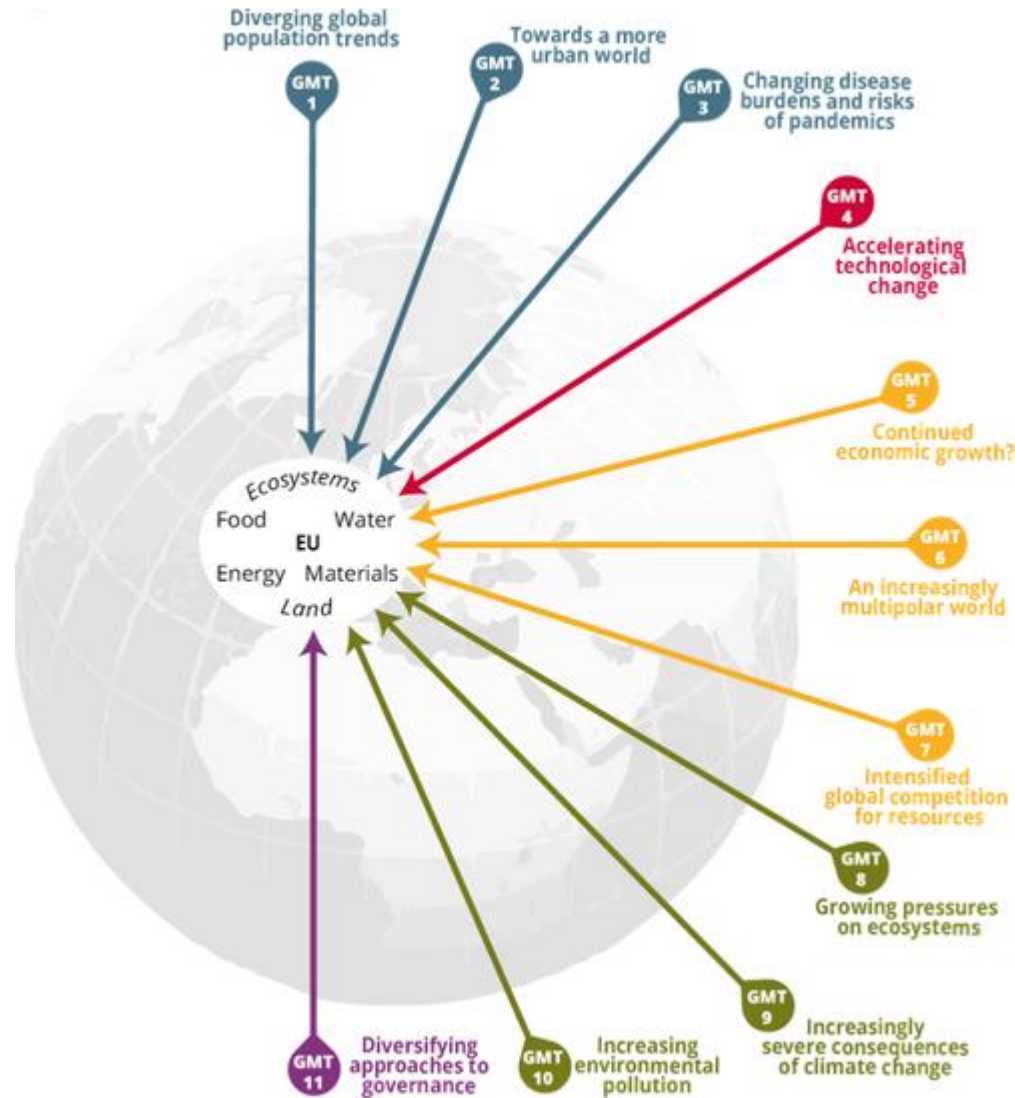 Diverging global
population trends
GMT
1
Towards a more
urban world
GMT
2
Changing disease
burdens and risks
of pandemics
GMT
3
GMT
4
Accelerating
technological
change
GMT
5
Continued
economic growth?
GMT
6
An increasingly
multipolar world
GMT
7
Intensified
global competition
for resources
GMT
8
Growing pressures
on ecosystems
GMT
9
Increasingly
severe consequences
of climate change
GMT
10
Increasing
environmental
pollution
GMT
11
Diversifying
approaches to
governance
Ecosystems
Food Water
EU
Energy Materials
Land